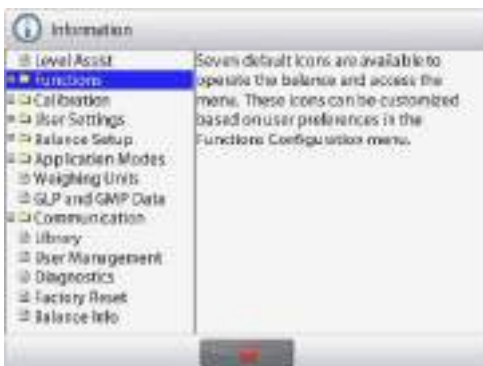 Information
Level Assist
Functions
Calibration
User Settings
Balance Setup
Application Modes
Weighing Units
GLP and GMP Data
Communication
Library
User Management
Diagnostics
Factory Reset
Balance Info
Seven default icons are available to
operate the balance and access the
menu. These icons can be customized
based on user preferences in the
Functions Configuration menu.